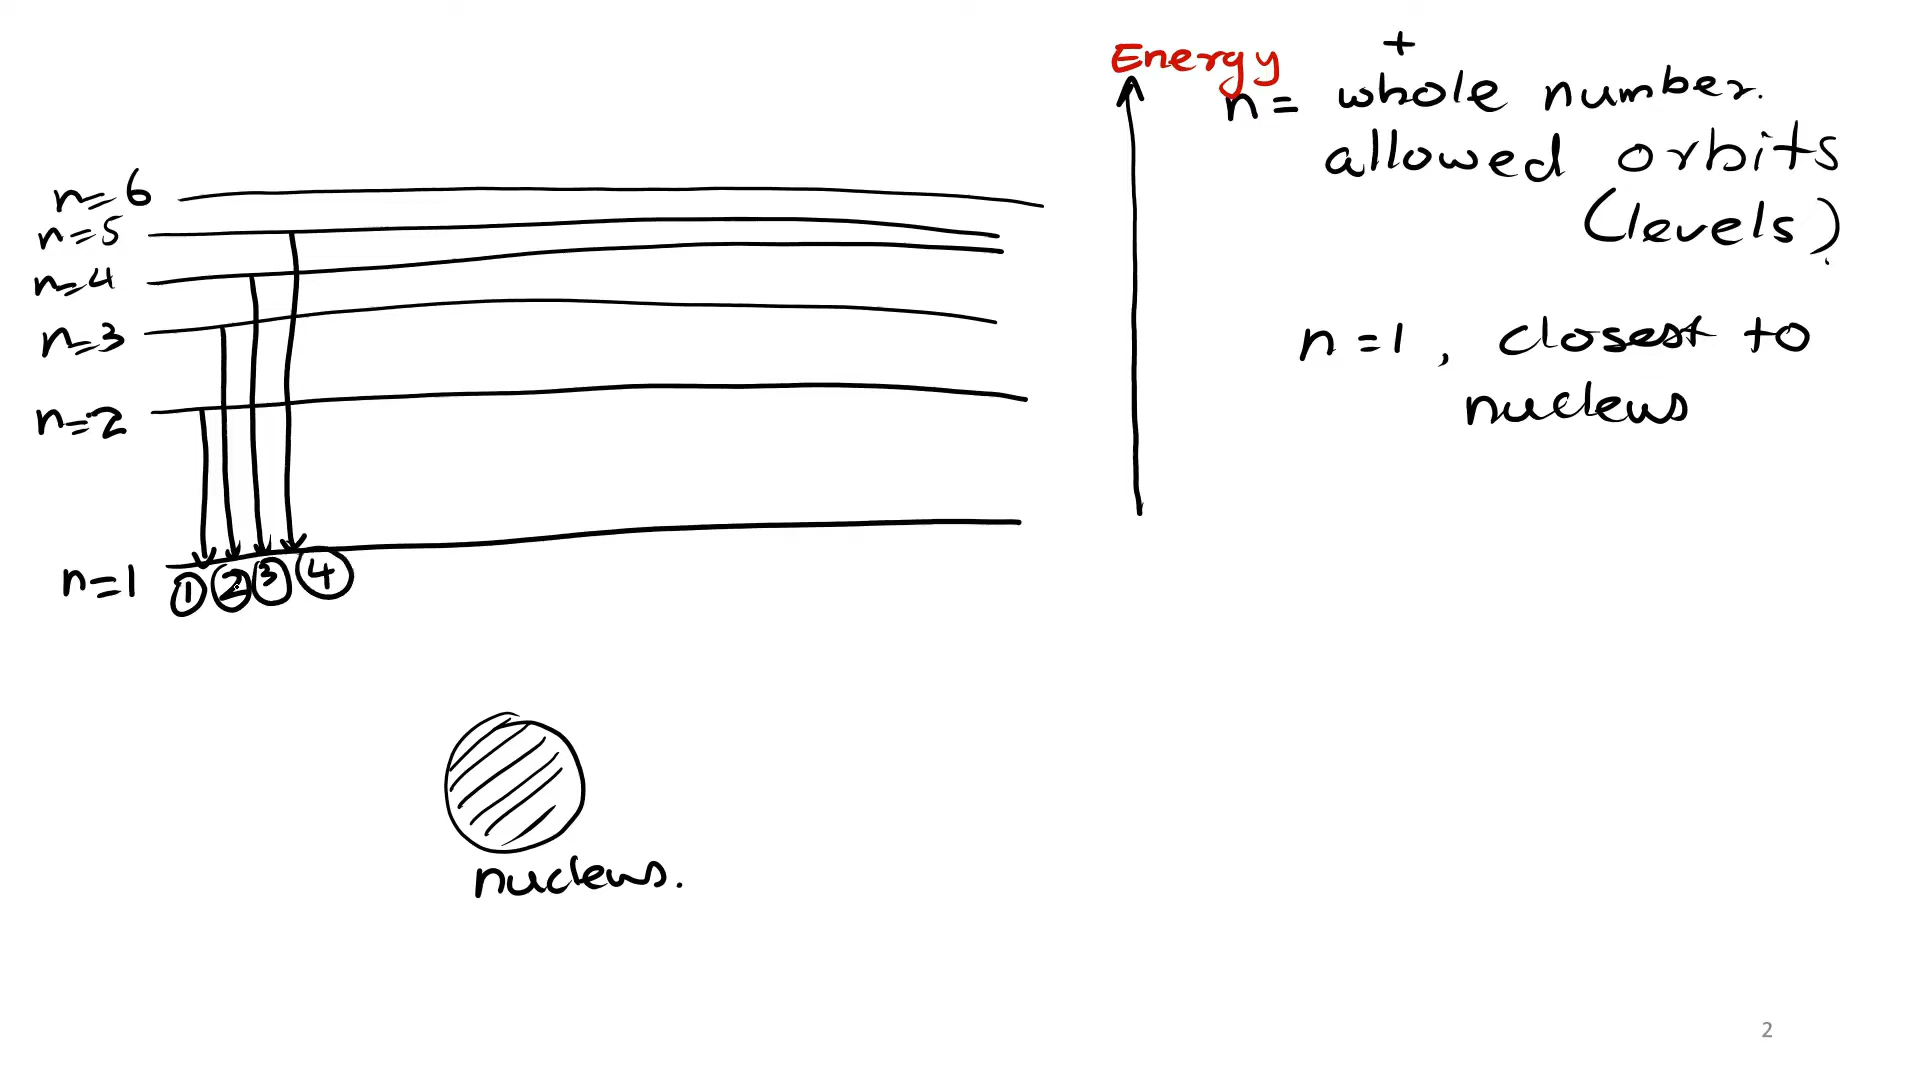 Energy
+
n= whole number.
allowed orbits
(levels)
n=6
n=5
n=4
n=3
n=2
n=1
① ② ③ ④
n=1, closest to
nucleus
nucleus.
2